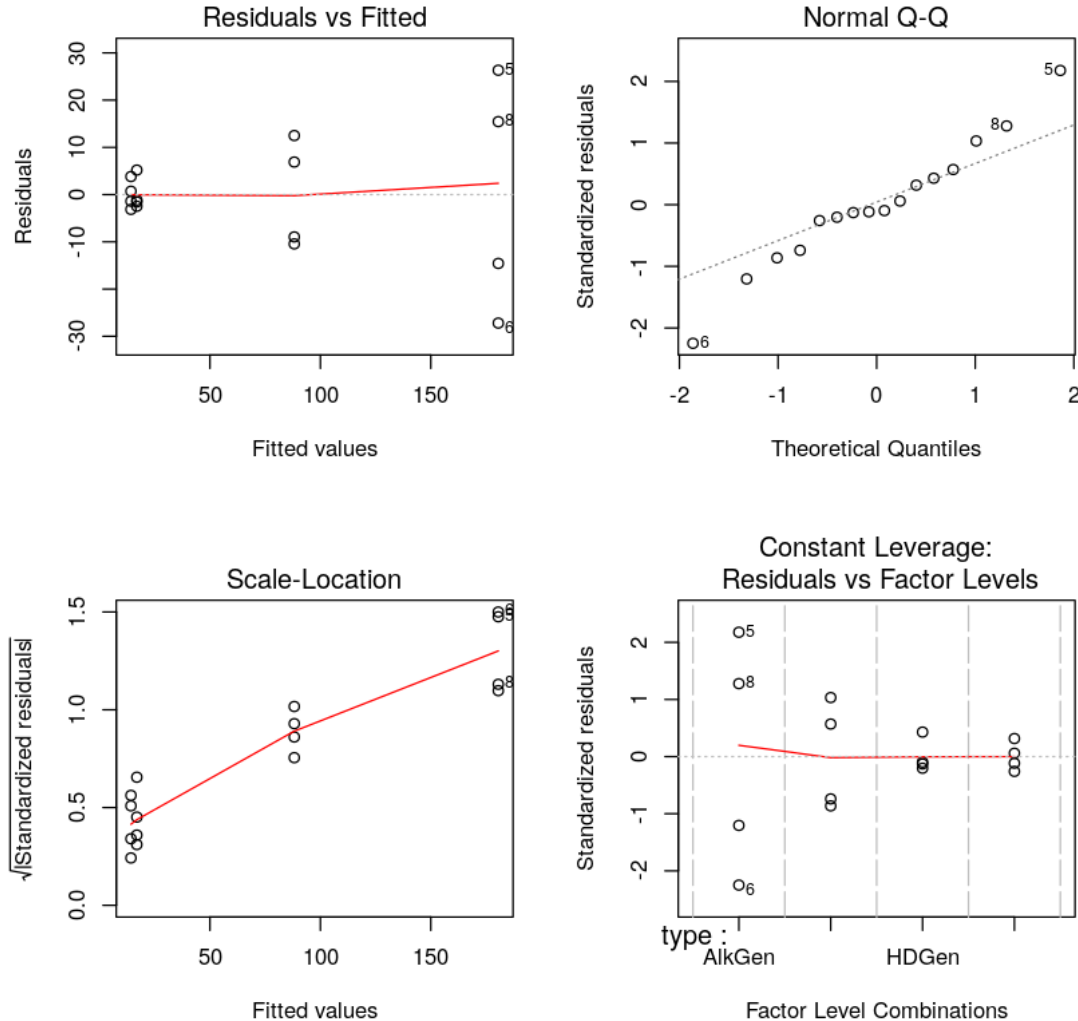 Residuals vs Fitted
Residuals
30
20
10
0
-10
-30
5
8
6
50
100
150
Fitted values
Normal Q-Q
Standardized residuals
2
1
0
-1
-2
5
8
6
-2
-1
0
1
2
Theoretical Quantiles
Scale-Location
√|Standardized residuals|
1.5
1.0
0.5
0.0
6
5
8
50
100
150
Fitted values
Constant Leverage:
Residuals vs Factor Levels
Standardized residuals
2
1
0
-1
-2
5
8
6
type :
AlkGen
HDGen
Factor Level Combinations